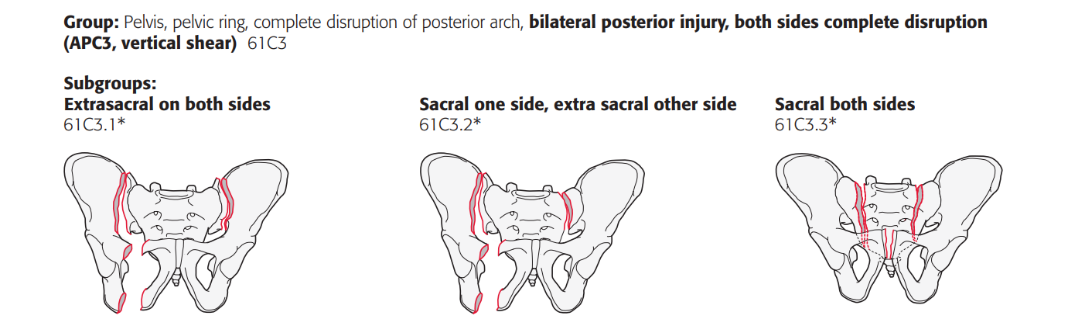 Group: Pelvis, pelvic ring, complete disruption of posterior arch, bilateral posterior injury, both sides complete disruption
(APC3, vertical shear) 61C3
Subgroups:
Extrasacral on both sides
61C3.1*
Sacral one side, extra sacral other side
61C3.2*
Sacral both sides
61C3.3*